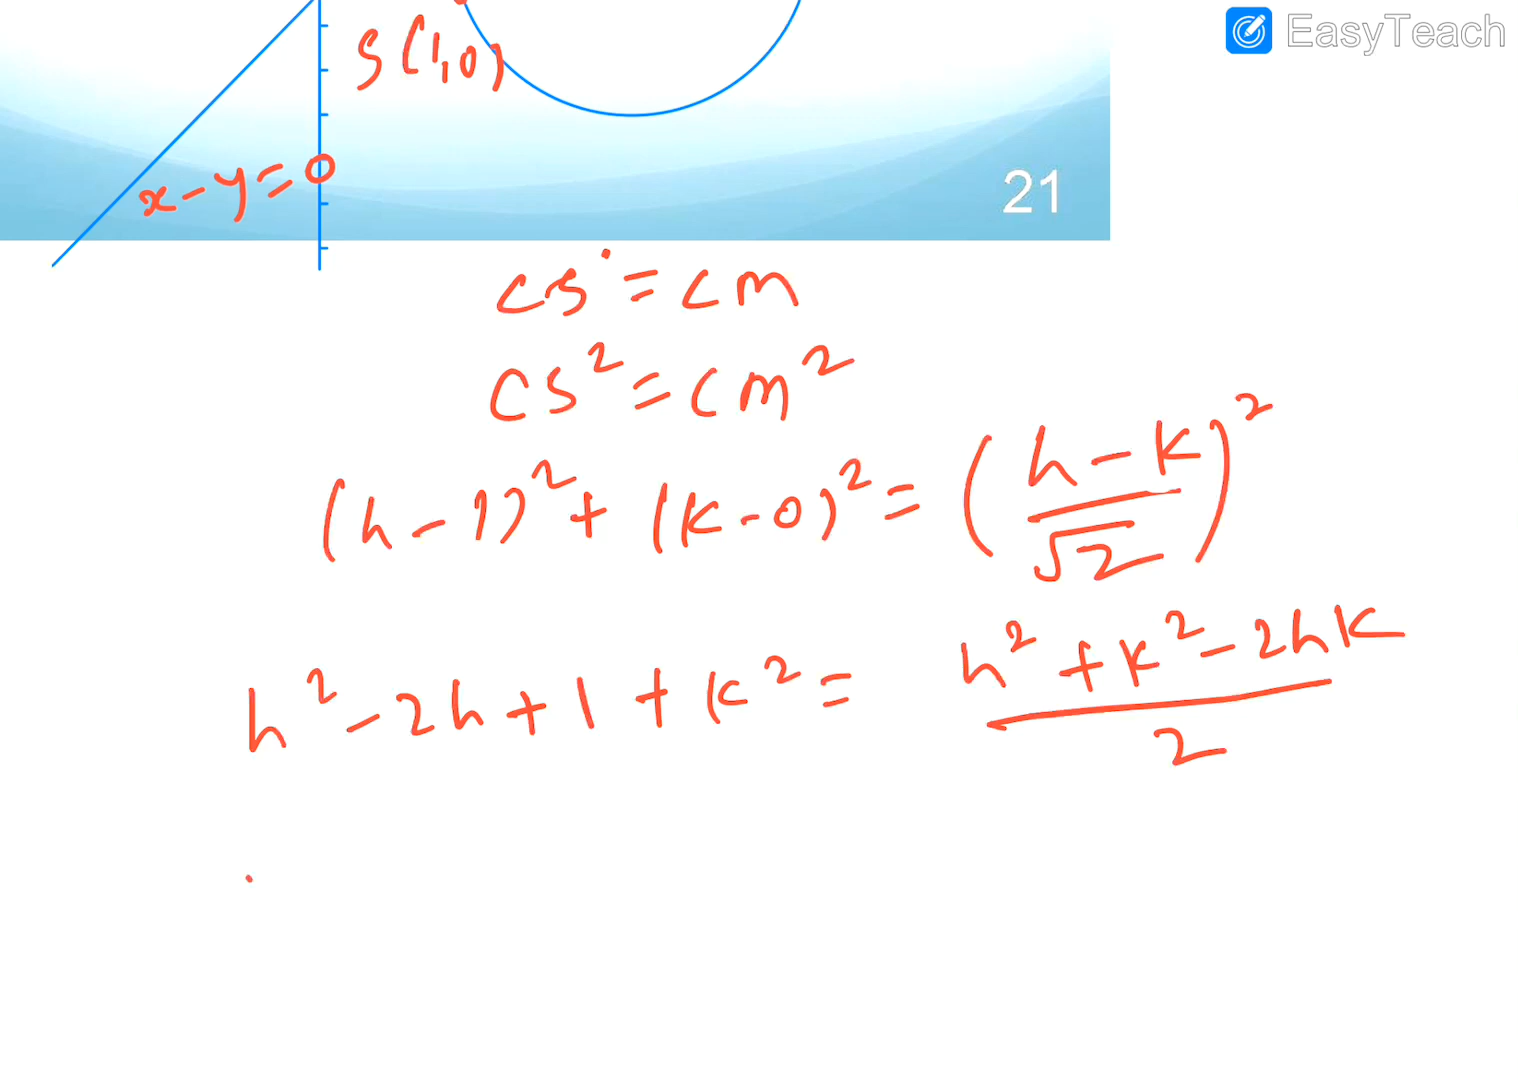 EasyTeach
S(1,0)
x-y=0
21
CS=CM
CS²=CM²
(h-1)²+(k-0)²=((h-k)/√2)²
h²-2h+1+k²=(h²+k²-2hk)/2